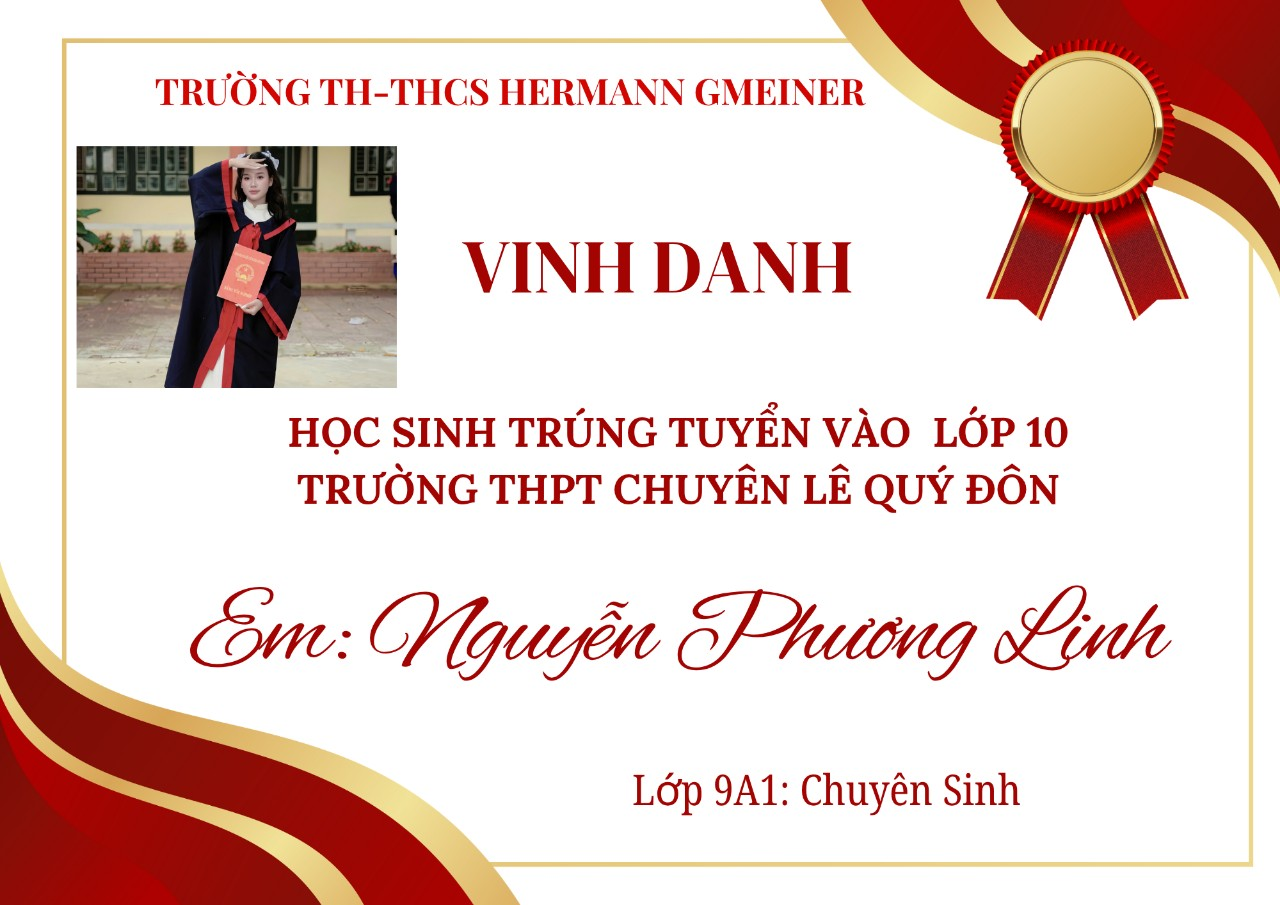 TRƯỜNG TH-THCS HERMANN GMEINER
VINH DANH
HỌC SINH TRÚNG TUYỂN VÀO LỚP 10
TRƯỜNG THPT CHUYÊN LÊ QUÝ ĐÔN
Em: Nguyễn Phương Linh
Lớp 9A1: Chuyên Sinh